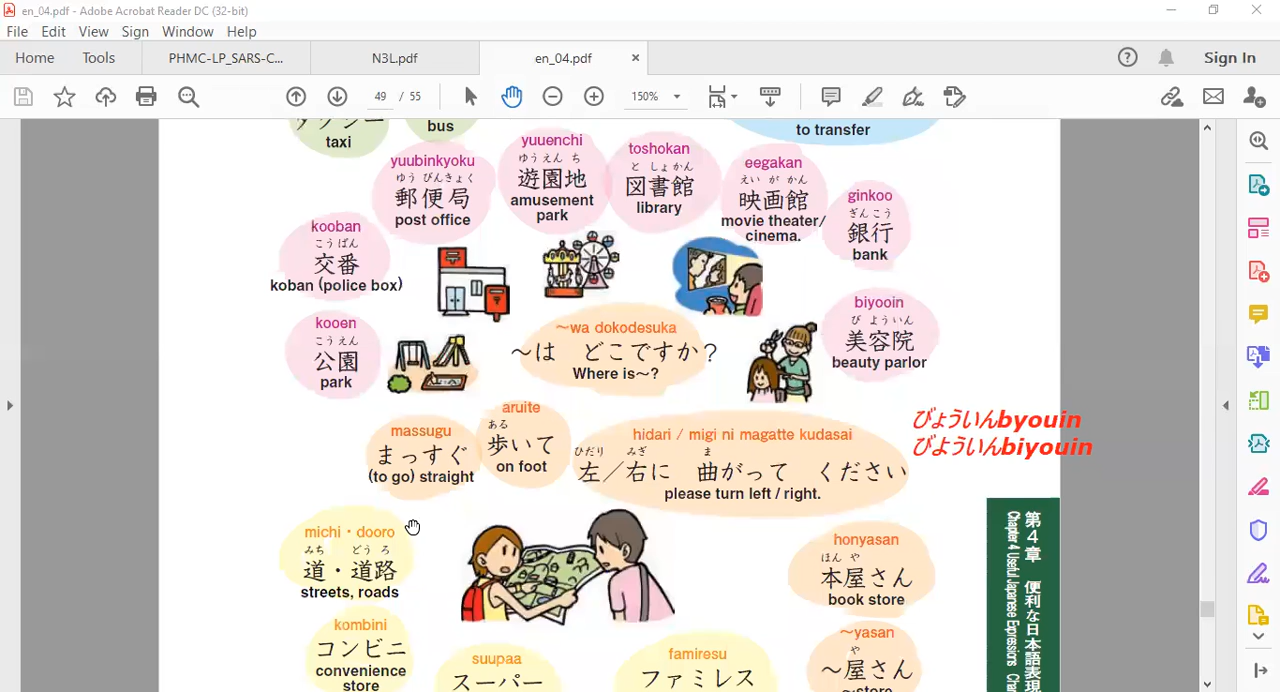 en_04.pdf - Adobe Acrobat Reader DC (32-bit)
File Edit View Sign Window Help
Home Tools PHMC-LP_SARS-C... N3L.pdf en_04.pdf × Sign In
49 / 55 150%
タクシー
taxi
bus
to transfer
yuubinkyoku
ゆう びんきょく
郵便局
post office
yuuenchi
ゆう えん ち
遊園地
amusement
park
toshokan
と しょ かん
図書館
library
eegakan
えい が かん
映画館
movie theater/
cinema.
ginkoo
ぎん こう
銀行
bank
kooban
こう ばん
交番
koban (police box)
kooen
こう えん
公園
park
~wa dokodesuka
～は どこですか?
Where is~?
biyooin
び よう いん
美容院
beauty parlor
びょういんbyouin
びよういんbiyouin
massugu
まっすぐ
(to go) straight
aruite
ある
歩いて
on foot
hidari / migi ni magatte kudasai
ひだり みぎ ま
左／右に 曲がって ください
please turn left / right.
michi・dooro
みち どう ろ
道・道路
streets, roads
honyasan
ほん や
本屋さん
book store
第4章 便利な日本語表現
Chapter 4 Useful Japanese Expressions
kombini
コンビニ
convenience
store
suupaa
スーパー
famiresu
ファミレス
~yasan
や
～屋さん